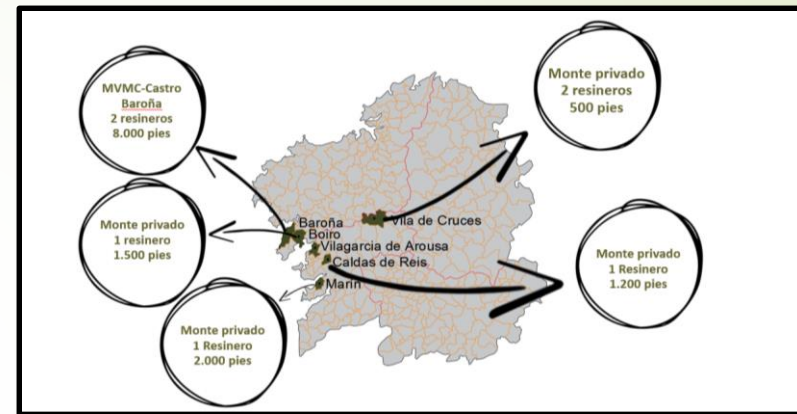 MVMC-Castro
Baroña
2 resineros
8.000 pies
Monte privado
2 resineros
500 pies
Monte privado
1 resinero
1.500 pies
Baroña
Boiro
Vila de Cruces
Vilagarcia de Arousa
Caldas de Reis
Marín
Monte privado
1 Resinero
1.200 pies
Monte privado
1 Resinero
2.000 pies